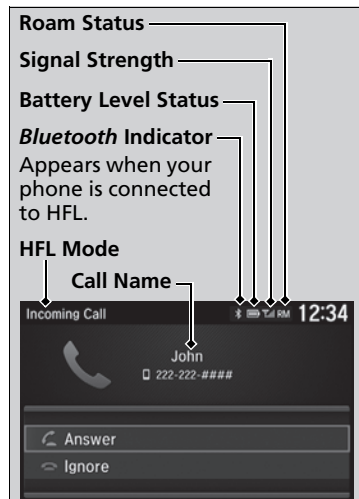 Roam Status
Signal Strength
Battery Level Status
Bluetooth Indicator
Appears when your
phone is connected
to HFL.
HFL Mode
Call Name
Incoming Call RM 12:34
John
222-222-####
Answer
Ignore